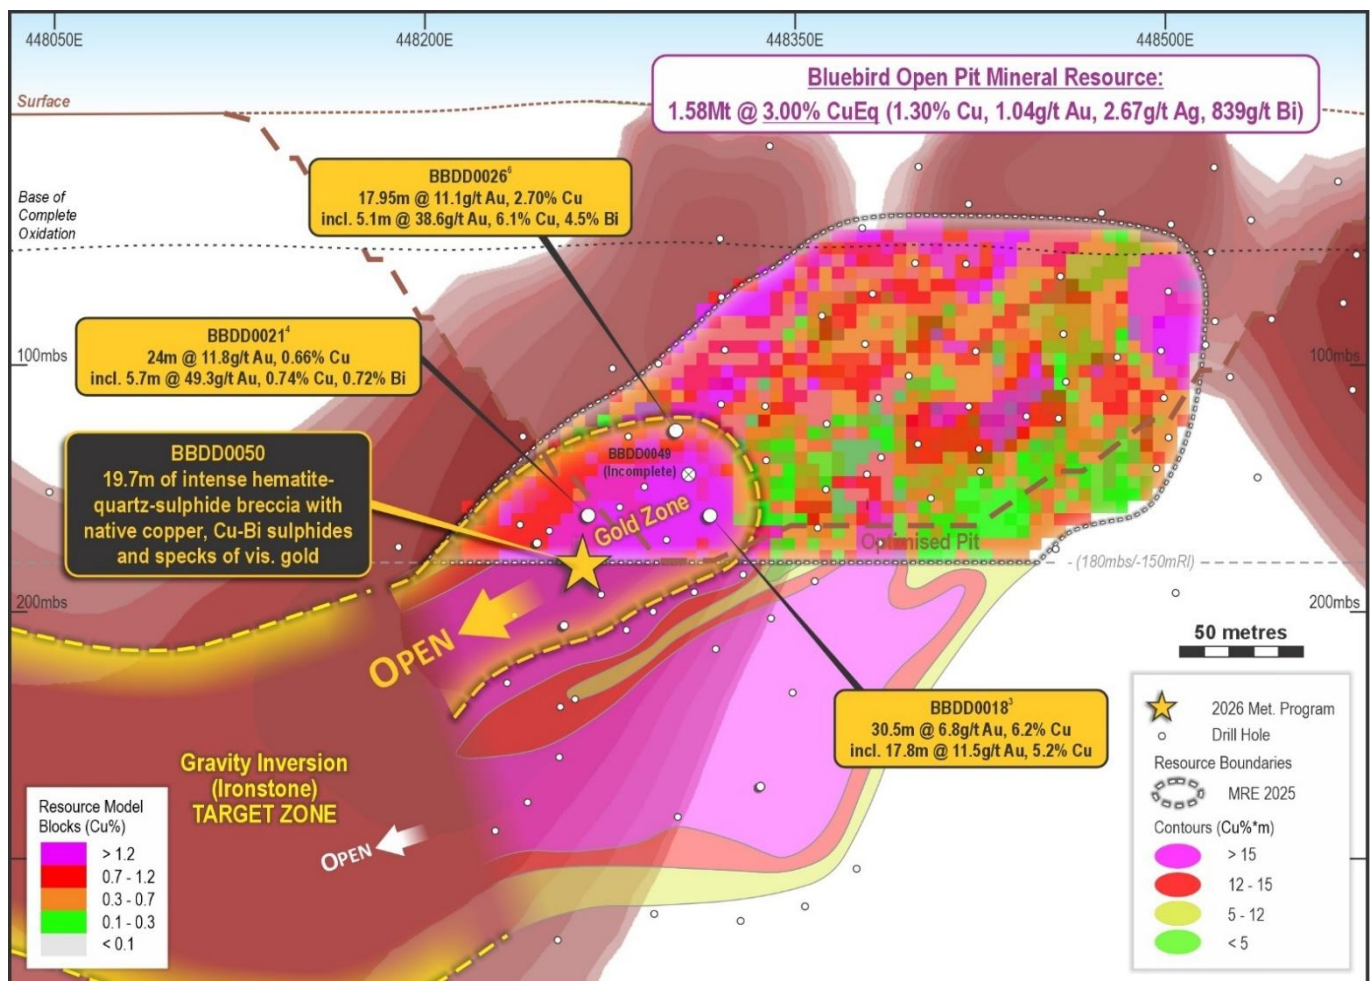 448050E
448200E
448350E
448500E
Bluebird Open Pit Mineral Resource:
1.58Mt @ 3.00% CuEq (1.30% Cu, 1.04g/t Au, 2.67g/t Ag, 839g/t Bi)
Surface
Base of
Complete
Oxidation
BBDD0026⁶
17.95m @ 11.1g/t Au, 2.70% Cu
incl. 5.1m @ 38.6g/t Au, 6.1% Cu, 4.5% Bi
BBDD0021⁴
24m @ 11.8g/t Au, 0.66% Cu
incl. 5.7m @ 49.3g/t Au, 0.74% Cu, 0.72% Bi
100mbs
100mbs
BBDD0050
19.7m of intense hematite-
quartz-sulphide breccia with
native copper, Cu-Bi sulphides
and specks of vis. gold
BBDD0049
(Incomplete)
Gold Zone
Optimised Pit
- (180mbs/-150mRl)
200mbs
200mbs
OPEN
50 metres
BBDD0018³
30.5m @ 6.8g/t Au, 6.2% Cu
incl. 17.8m @ 11.5g/t Au, 5.2% Cu
Gravity Inversion
(Ironstone)
TARGET ZONE
OPEN
Resource Model
Blocks (Cu%)
> 1.2
0.7 - 1.2
0.3 - 0.7
0.1 - 0.3
< 0.1
2026 Met. Program
Drill Hole
Resource Boundaries
MRE 2025
Contours (Cu%*m)
> 15
12 - 15
5 - 12
< 5